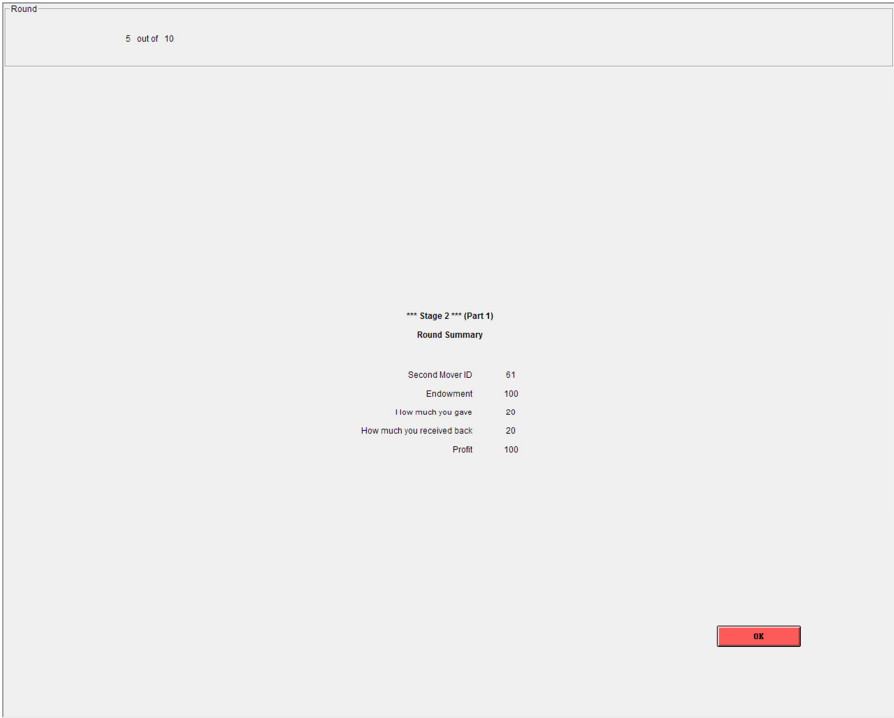 Round
5 out of 10
*** Stage 2 *** (Part 1)
Round Summary
Second Mover ID 61
Endowment 100
How much you gave 20
How much you received back 20
Profit 100
OK